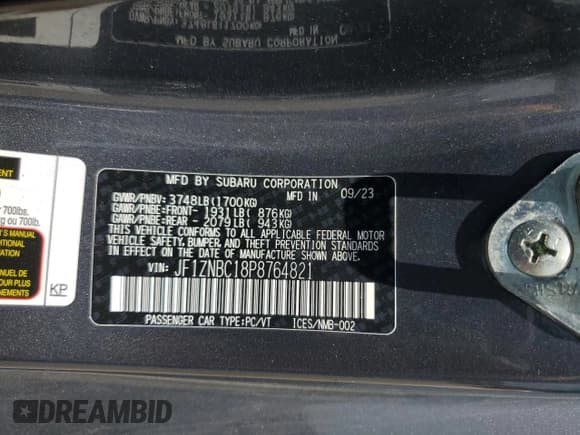 MFD BY SUBARU CORPORATION
GVWR/PNBV: 3748LB(1700KG) MFD IN 09/23
GAWR/PNBE:FRONT- 1931LB( 876KG)
GAWR/PNBE:REAR - 2079LB( 943KG)
THIS VEHICLE CONFORMS TO ALL APPLICABLE FEDERAL MOTOR
VEHICLE SAFETY, BUMPER, AND THEFT PREVENTION STANDARDS
IN EFFECT ON THE DATE OF MANUFACTURE SHOWN ABOVE.
VIN: JF1ZNBC18P8764821
PASSENGER CAR TYPE:PC/VT ICES/NMB-002
700lbs.
ou 700lbs.
KP
DREAMBID